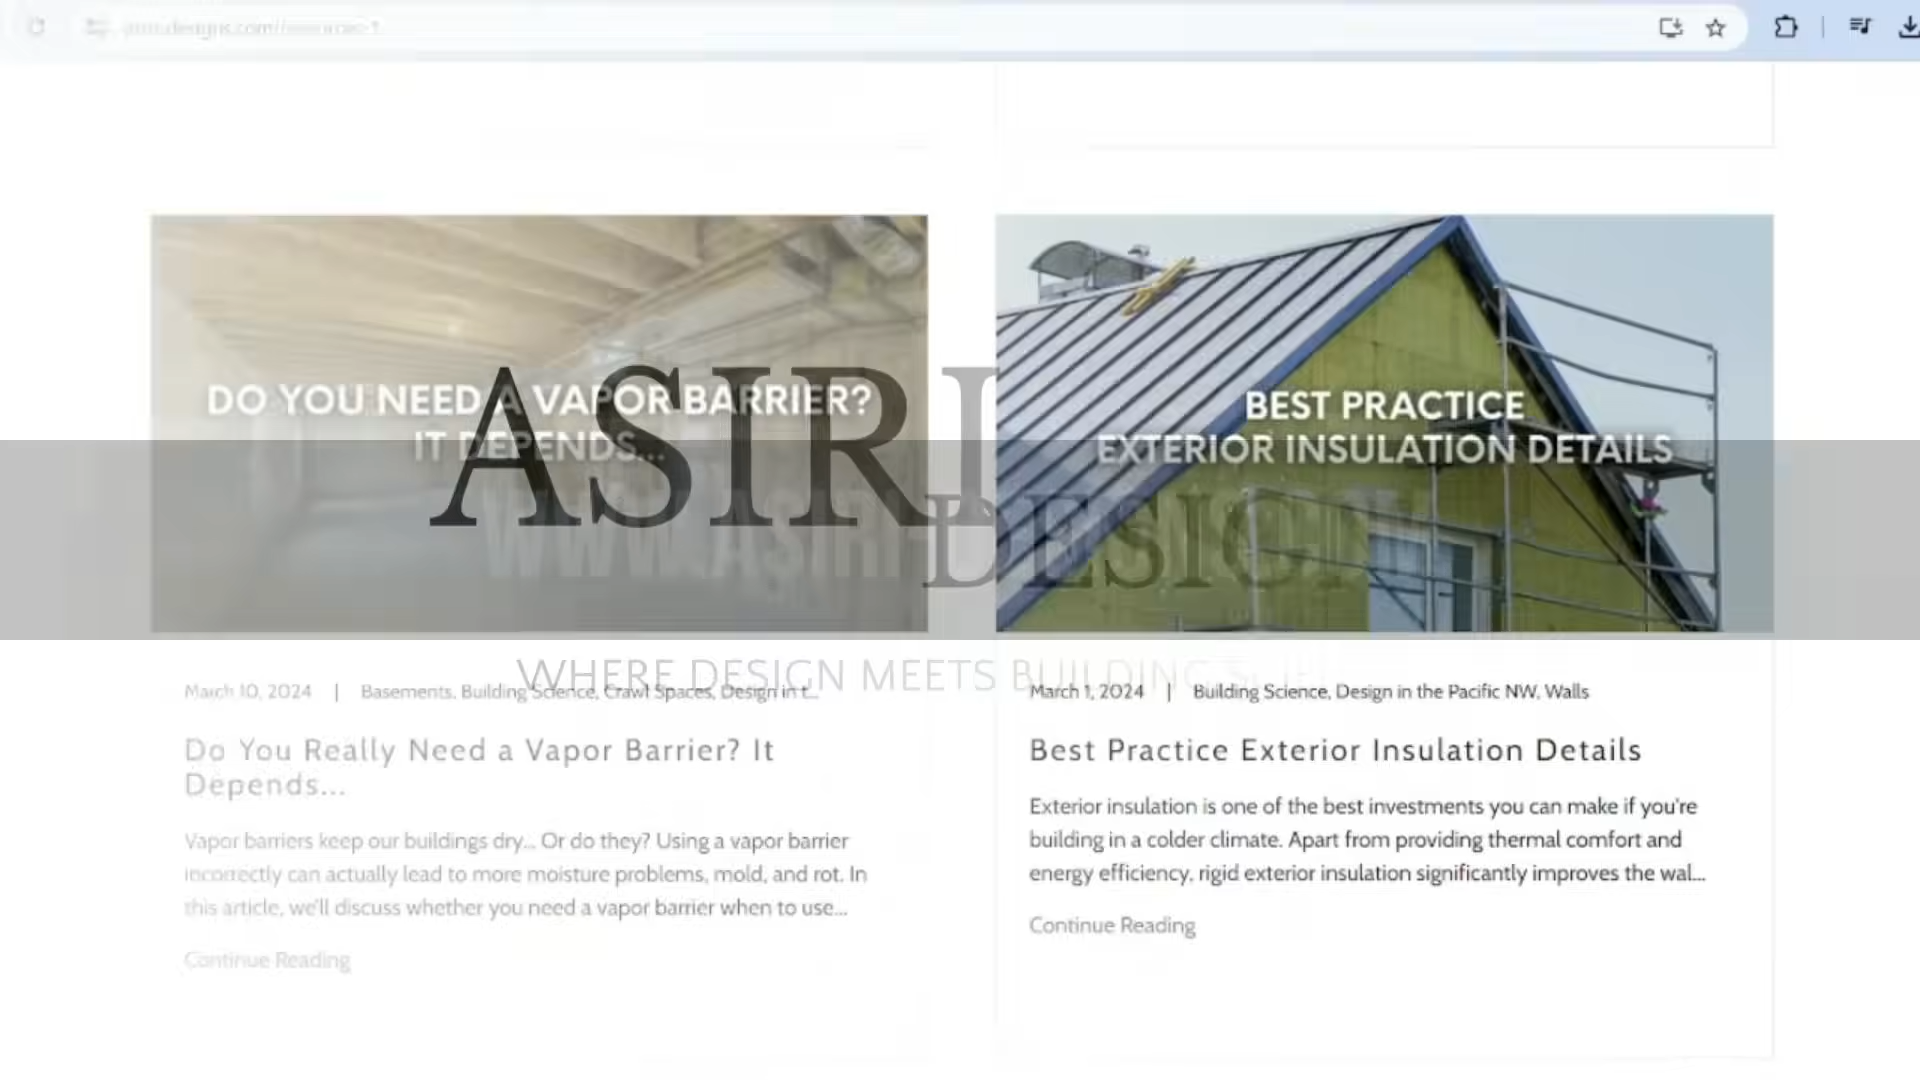 DO YOU NEED A VAPOR BARRIER?
IT DEPENDS...
BEST PRACTICE
EXTERIOR INSULATION DETAILS
ASIRI
DESIGN
WHERE DESIGN MEETS BUILDING
March 10, 2024 | Basements, Building Science, Crawl Spaces, Design in t...
Do You Really Need a Vapor Barrier? It
Depends...
Vapor barriers keep our buildings dry... Or do they? Using a vapor barrier
incorrectly can actually lead to more moisture problems, mold, and rot. In
this article, we'll discuss whether you need a vapor barrier when to use...
Continue Reading
March 1, 2024 | Building Science, Design in the Pacific NW, Walls
Best Practice Exterior Insulation Details
Exterior insulation is one of the best investments you can make if you're
building in a colder climate. Apart from providing thermal comfort and
energy efficiency, rigid exterior insulation significantly improves the wal...
Continue Reading